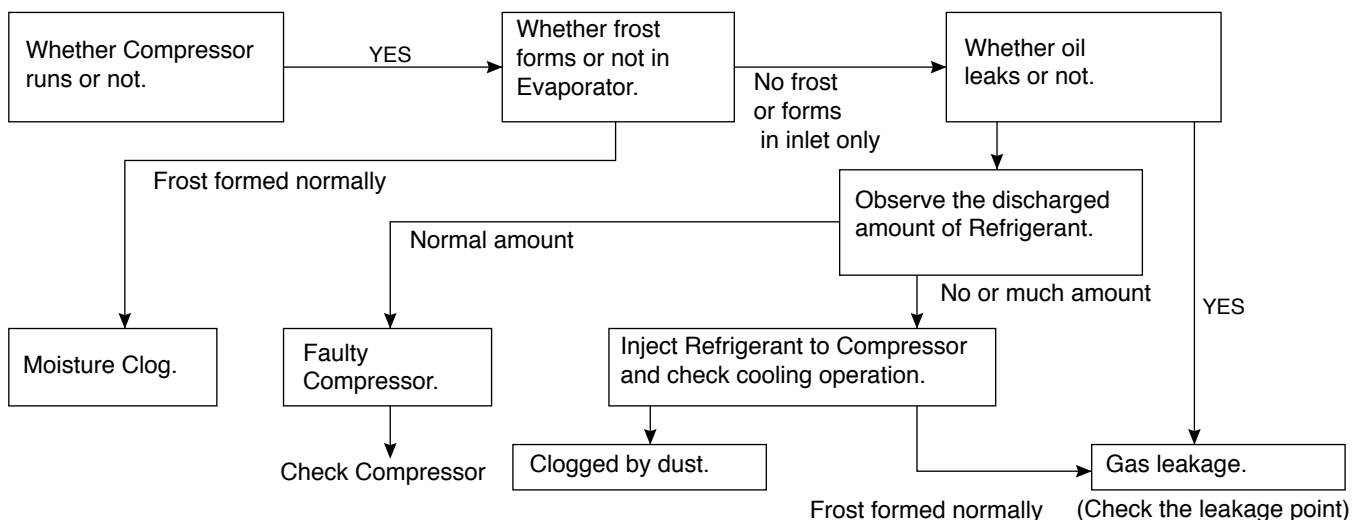 Whether Compressor
runs or not.
YES
Whether frost
forms or not in
Evaporator.
No frost
or forms
in inlet only
Whether oil
leaks or not.
Frost formed normally
Observe the discharged
amount of Refrigerant.
Normal amount
No or much amount
YES
Moisture Clog.
Faulty
Compressor.
Inject Refrigerant to Compressor
and check cooling operation.
Check Compressor
Clogged by dust.
Gas leakage.
Frost formed normally
(Check the leakage point)